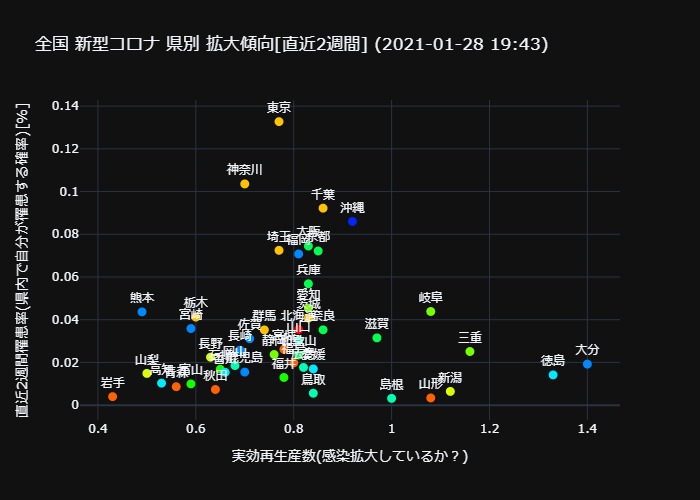 全国 新型コロナ 県別 拡大傾向[直近2週間] (2021-01-28 19:43)
直近2週間罹患率(県内で自分が罹患する確率)[%]
0.14
0.12
0.1
0.08
0.06
0.04
0.02
0
東京
神奈川
千葉
沖縄
大阪
京都
埼玉
福岡
兵庫
愛知
茨城
熊本
栃木
宮崎
岐阜
群馬
北海道
奈良
佐賀
山口
滋賀
長崎
静岡
長野
三重
岡山
鹿児島
愛媛
山梨
高知
青森
富山
福井
秋田
鳥取
岩手
島根
山形
新潟
徳島
大分
0.4
0.6
0.8
1
1.2
1.4
実効再生産数(感染拡大しているか？)